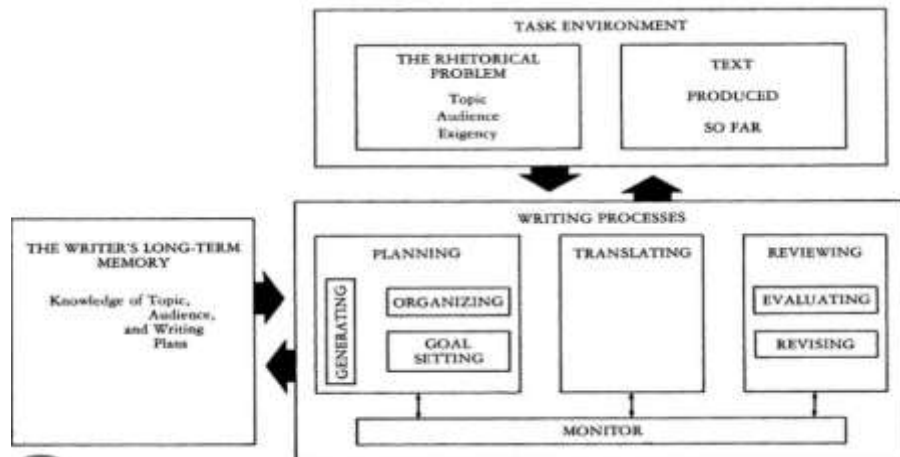 TASK ENVIRONMENT
THE RHETORICAL
PROBLEM
Topic
Audience
Exigency
TEXT
PRODUCED
SO FAR
WRITING PROCESSES
THE WRITER'S LONG-TERM
MEMORY
Knowledge of Topic,
Audience,
and Writing
Plans
PLANNING
GENERATING
ORGANIZING
GOAL
SETTING
TRANSLATING
REVIEWING
EVALUATING
REVISING
MONITOR